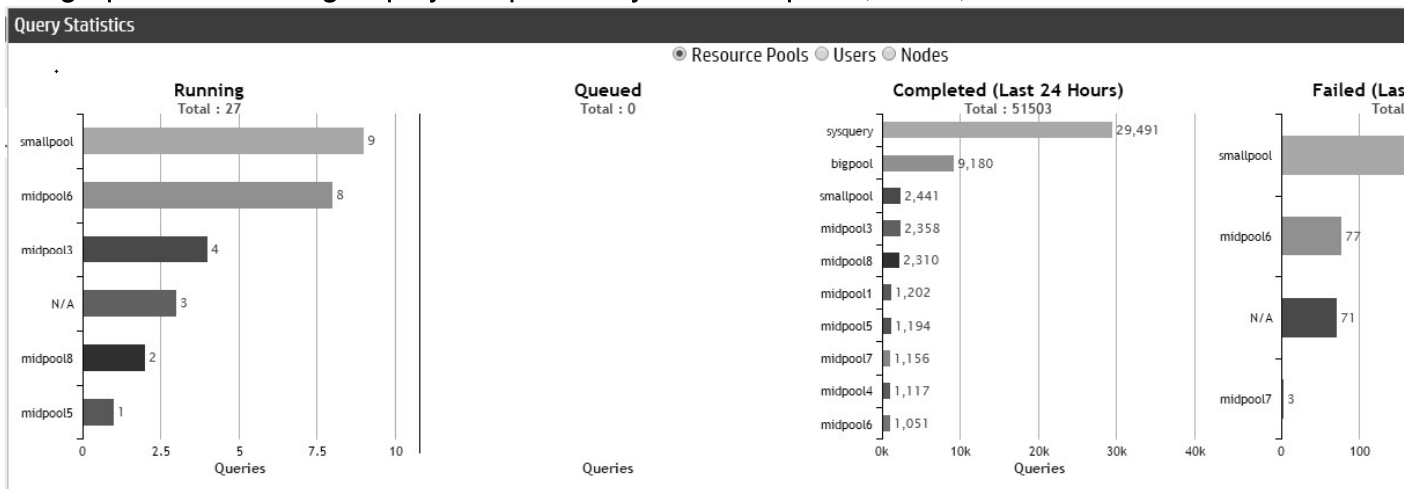 Query Statistics
Resource Pools Users Nodes
Running
Total : 27
smallpool 9
midpool6 8
midpool3 4
N/A 3
midpool8 2
midpool5 1
0 2.5 5 7.5 10
Queries
Queued
Total : 0
Queries
Completed (Last 24 Hours)
Total : 51503
sysquery 29,491
bigpool 9,180
smallpool 2,441
midpool3 2,358
midpool8 2,310
midpool1 1,202
midpool5 1,194
midpool7 1,156
midpool4 1,117
midpool6 1,051
0k 10k 20k 30k 40k
Queries
Failed (Las
Total
smallpool
midpool6 77
N/A 71
midpool7 3
0 100